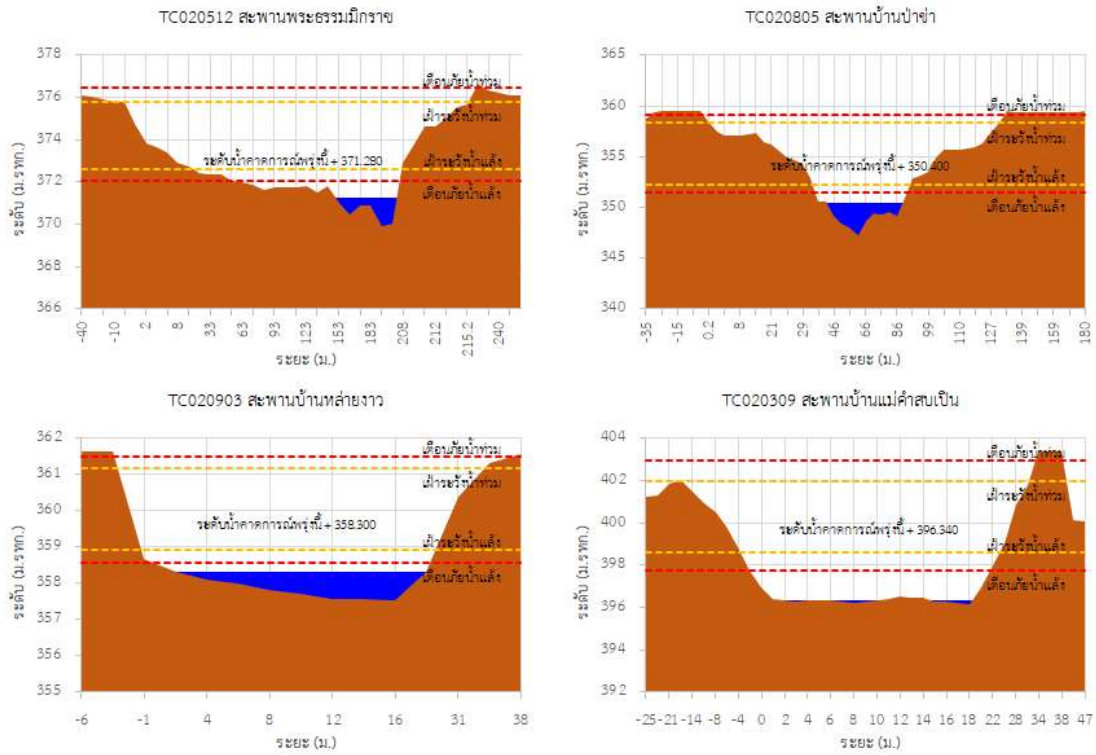 TC020512 สะพานพระธรรมมิกราช
ระดับ (ม.รทก.)
378
376
374
372
370
368
366
เตือนภัยน้ำท่วม
เฝ้าระวังน้ำท่วม
ระดับน้ำคาดการณ์พรุ่งนี้ + 371.280
เฝ้าระวังน้ำแล้ง
เตือนภัยน้ำแล้ง
-40 -10 2 8 33 63 93 123 153 183 208 212 215.2 240
ระยะ (ม.)
TC020805 สะพานบ้านป่าข่า
ระดับ (ม.รทก.)
365
360
355
350
345
340
เตือนภัยน้ำท่วม
เฝ้าระวังน้ำท่วม
ระดับน้ำคาดการณ์พรุ่งนี้ + 350.400
เฝ้าระวังน้ำแล้ง
เตือนภัยน้ำแล้ง
-35 -15 0.2 8 21 29 46 66 86 99 110 127 139 159 180
ระยะ (ม.)
TC020903 สะพานบ้านหล่ายงาว
ระดับ (ม.รทก.)
362
361
360
359
358
357
356
355
เตือนภัยน้ำท่วม
เฝ้าระวังน้ำท่วม
ระดับน้ำคาดการณ์พรุ่งนี้ + 358.300
เฝ้าระวังน้ำแล้ง
เตือนภัยน้ำแล้ง
-6 -1 4 8 12 16 31 38
ระยะ (ม.)
TC020309 สะพานบ้านแม่คำสบเปิน
ระดับ (ม.รทก.)
404
402
400
398
396
394
392
เตือนภัยน้ำท่วม
เฝ้าระวังน้ำท่วม
ระดับน้ำคาดการณ์พรุ่งนี้ + 396.340
เฝ้าระวังน้ำแล้ง
เตือนภัยน้ำแล้ง
-25 -21 -14 -8 -4 0 2 4 6 8 10 12 16 18 22 28 34 38 42 47
ระยะ (ม.)